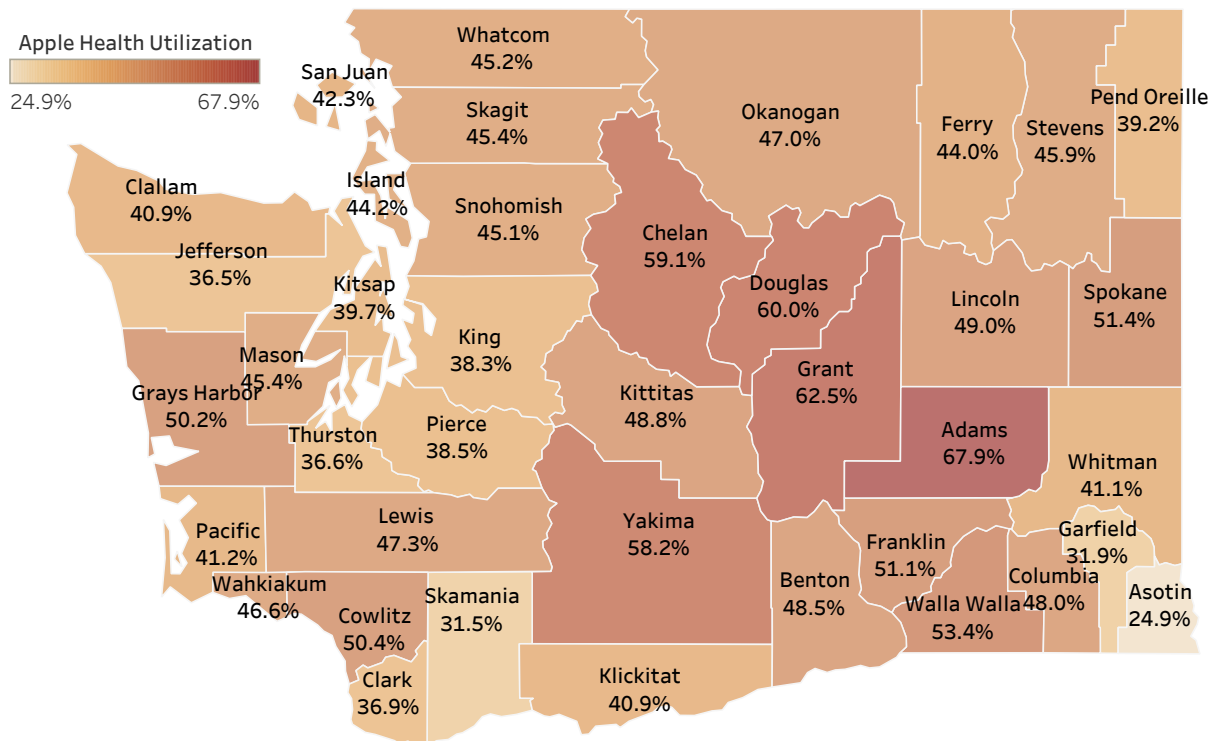 Apple Health Utilization
24.9%
67.9%
Whatcom
45.2%
San Juan
42.3%
Skagit
45.4%
Okanogan
47.0%
Ferry
44.0%
Stevens
45.9%
Pend Oreille
39.2%
Clallam
40.9%
Island
44.2%
Snohomish
45.1%
Chelan
59.1%
Jefferson
36.5%
Kitsap
39.7%
Douglas
60.0%
Lincoln
49.0%
Spokane
51.4%
King
38.3%
Mason
45.4%
Grays Harbor
50.2%
Kittitas
48.8%
Grant
62.5%
Adams
67.9%
Thurston
36.6%
Pierce
38.5%
Whitman
41.1%
Pacific
41.2%
Lewis
47.3%
Yakima
58.2%
Franklin
51.1%
Garfield
31.9%
Wahkiakum
46.6%
Cowlitz
50.4%
Skamania
31.5%
Benton
48.5%
Walla Walla
53.4%
Columbia
48.0%
Asotin
24.9%
Clark
36.9%
Klickitat
40.9%